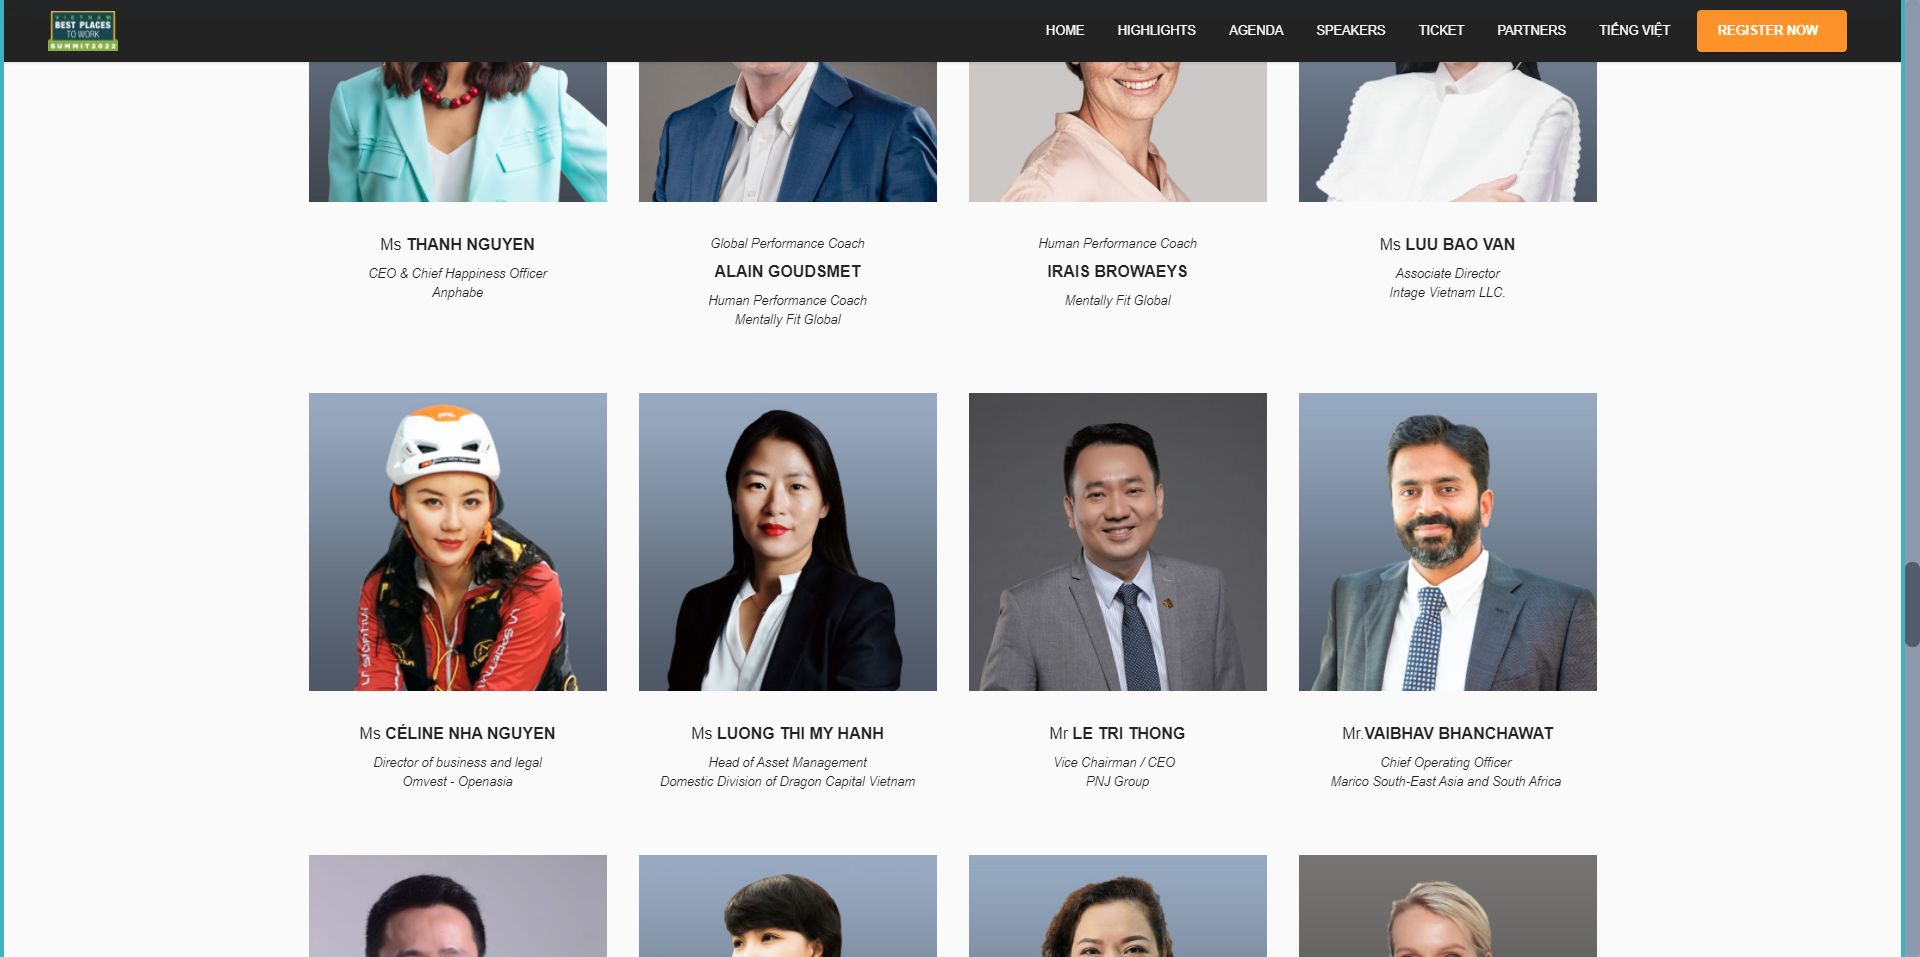 VIETNAM
BEST PLACES
TO WORK
SUMMIT2022
HOME
HIGHLIGHTS
AGENDA
SPEAKERS
TICKET
PARTNERS
TIẾNG VIỆT
REGISTER NOW
Ms THANH NGUYEN
CEO & Chief Happiness Officer
Anphabe
Global Performance Coach
ALAIN GOUDSMET
Human Performance Coach
Mentally Fit Global
Human Performance Coach
IRAIS BROWAEYS
Mentally Fit Global
Ms LUU BAO VAN
Associate Director
Intage Vietnam LLC.
Ms CÉLINE NHA NGUYEN
Director of business and legal
Omvest - Openasia
Ms LUONG THI MY HANH
Head of Asset Management
Domestic Division of Dragon Capital Vietnam
Mr LE TRI THONG
Vice Chairman / CEO
PNJ Group
Mr.VAIBHAV BHANCHAWAT
Chief Operating Officer
Marico South-East Asia and South Africa